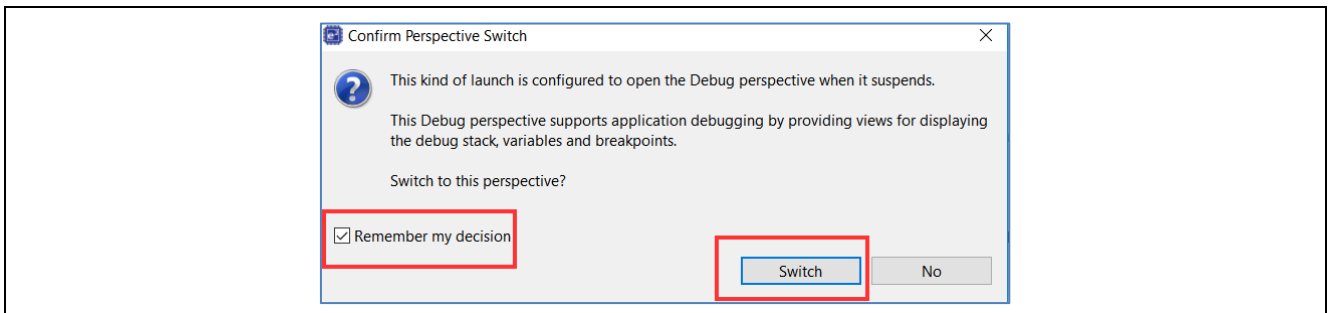 Confirm Perspective Switch
This kind of launch is configured to open the Debug perspective when it suspends.
This Debug perspective supports application debugging by providing views for displaying
the debug stack, variables and breakpoints.
Switch to this perspective?
Remember my decision
Switch No